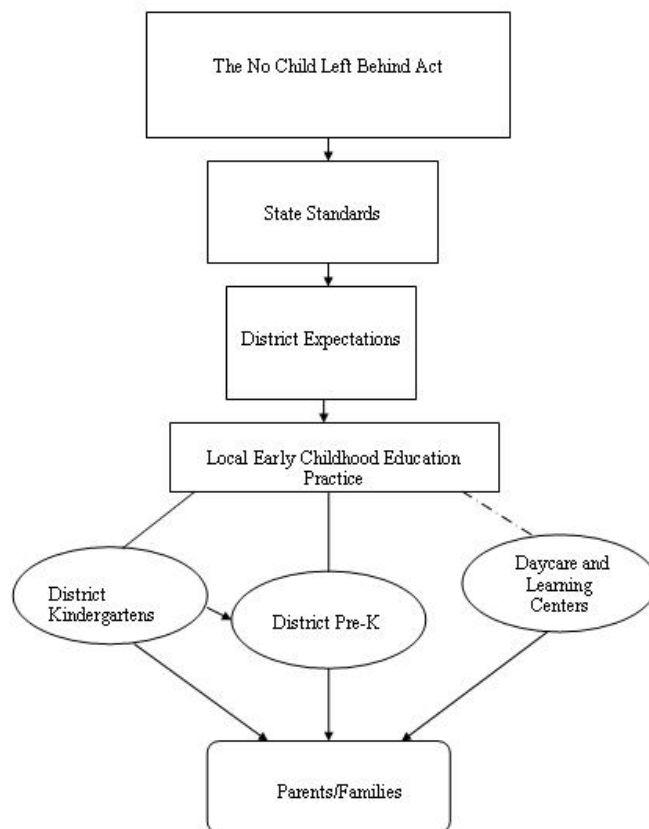 The No Child Left Behind Act
State Standards
District Expectations
Local Early Childhood Education
Practice
District
Kindergartens
District Pre-K
Daycare and
Learning
Centers
Parents/Families